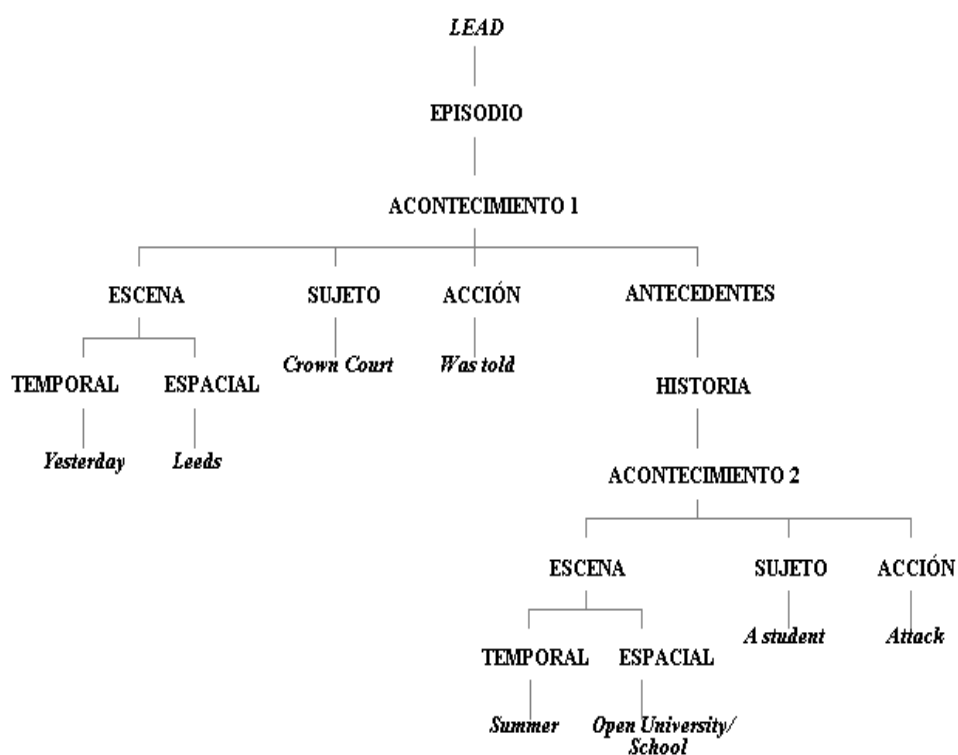 LEAD
EPISODIO
ACONTECIMIENTO 1
ESCENA
SUJETO
ACCIÓN
ANTECEDENTES
Crown Court
Was told
TEMPORAL
ESPACIAL
HISTORIA
Yesterday
Leeds
ACONTECIMIENTO 2
ESCENA
SUJETO
ACCIÓN
A student
Attack
TEMPORAL
ESPACIAL
Summer
Open University/
School